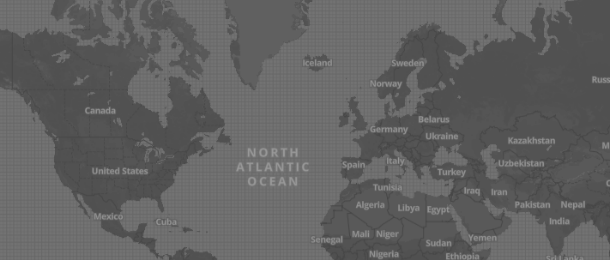 Iceland
Sweden
Norway
Canada
Belarus
Germany
Ukraine
Kazakhstan
NORTH
ATLANTIC
OCEAN
Spain
Italy
Uzbekistan
United States
Turkey
Tunisia
Iraq
Iran
Algeria
Libya
Egypt
Pakistan
Nepal
Mexico
Cuba
India
Mali
Niger
Senegal
Sudan
Yemen
Nigeria
Ethiopia
Sri Lanka